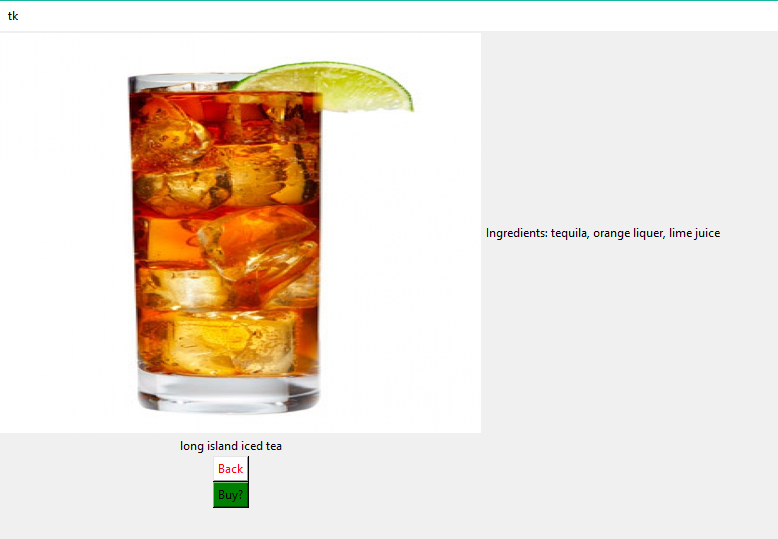 tk
Ingredients: tequila, orange liquer, lime juice
long island iced tea
Back
Buy?